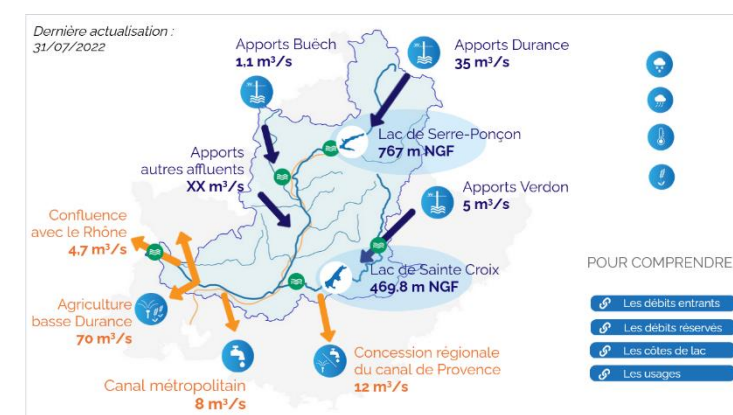 Dernière actualisation :
31/07/2022
Apports Buëch
1,1 m³/s
Apports Durance
35 m³/s
Lac de Serre-Ponçon
767 m NGF
Apports
autres affluents
XX m³/s
Apports Verdon
5 m³/s
Confluence
avec le Rhône
4,7 m³/s
Lac de Sainte Croix
469.8 m NGF
Agriculture
basse Durance
70 m³/s
Canal métropolitain
8 m³/s
Concession régionale
du canal de Provence
12 m³/s
POUR COMPRENDRE
Les débits entrants
Les débits réservés
Les côtes de lac
Les usages